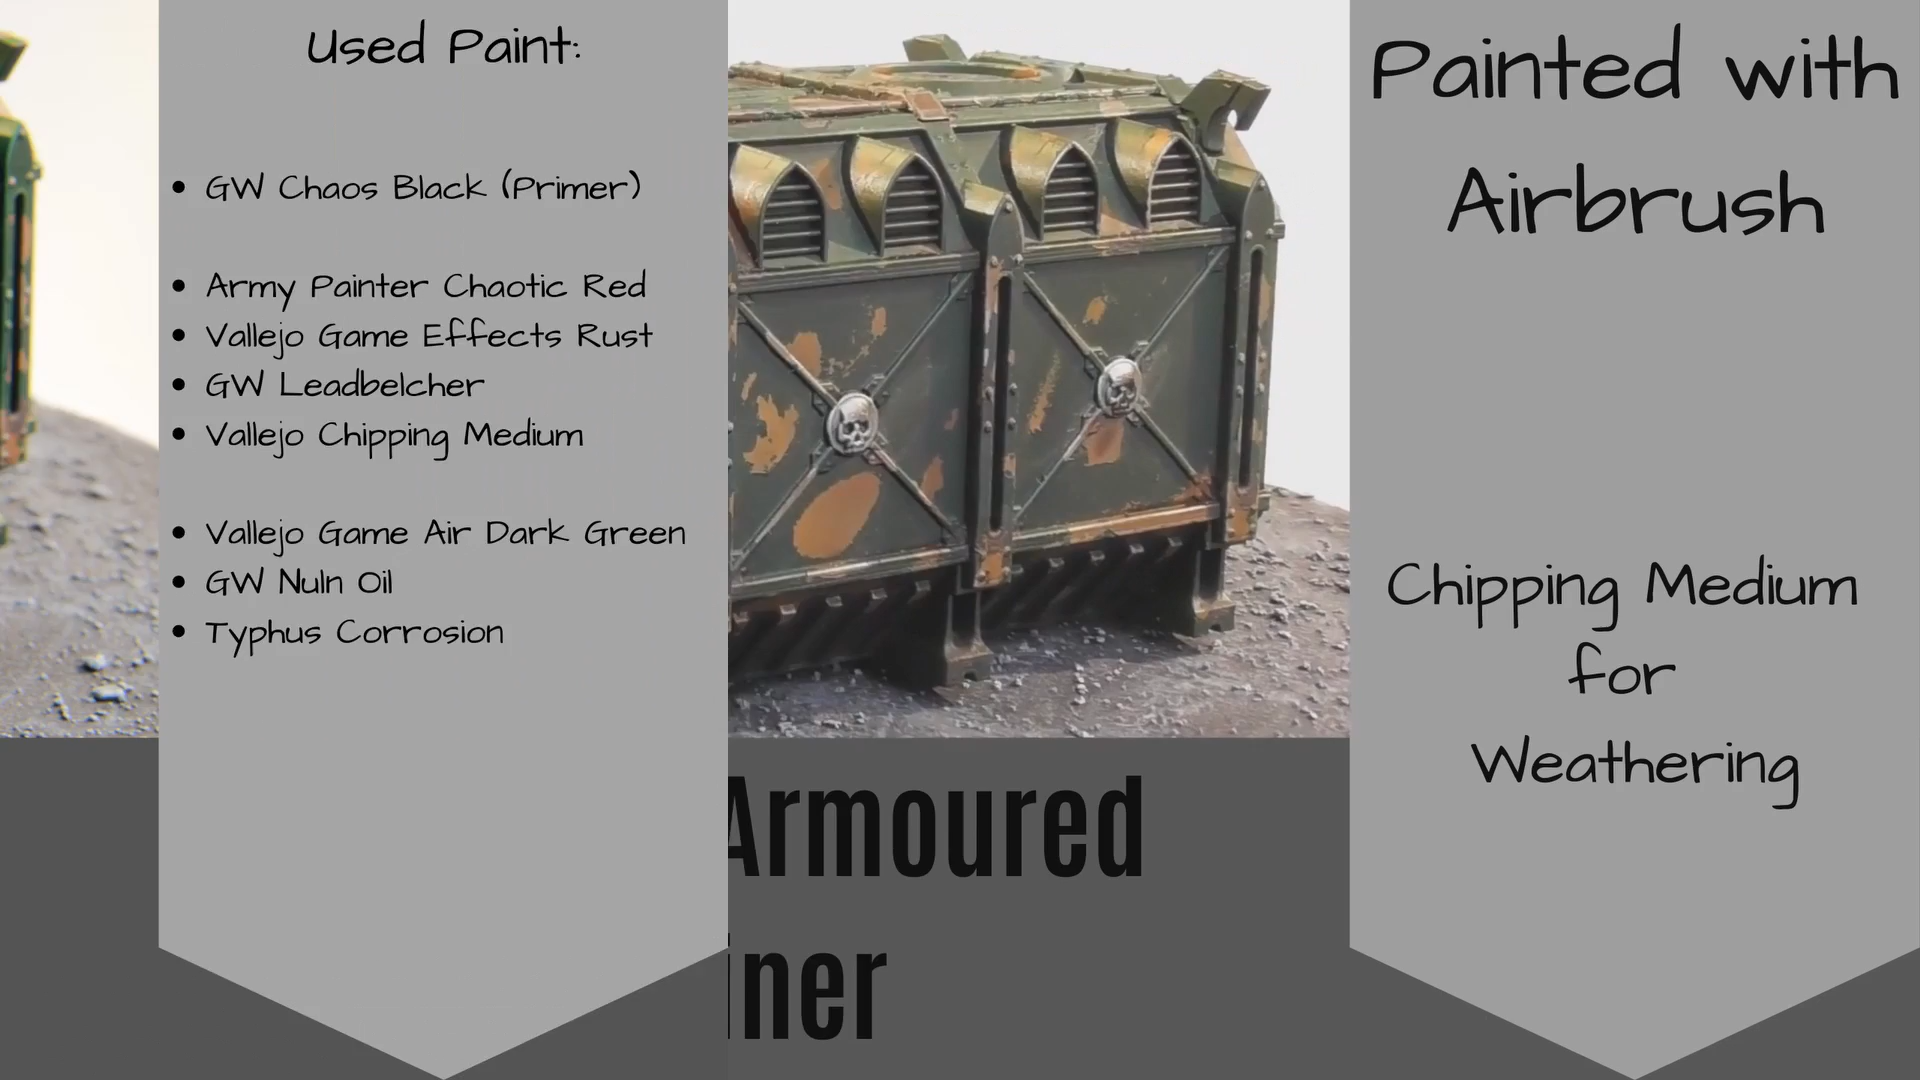 Used Paint:
GW Chaos Black (Primer)
Army Painter Chaotic Red
Vallejo Game Effects Rust
GW Leadbelcher
Vallejo Chipping Medium
Vallejo Game Air Dark Green
GW Nuln Oil
Typhus Corrosion
Armoured
iner
Painted with
Airbrush
Chipping Medium
for
Weathering